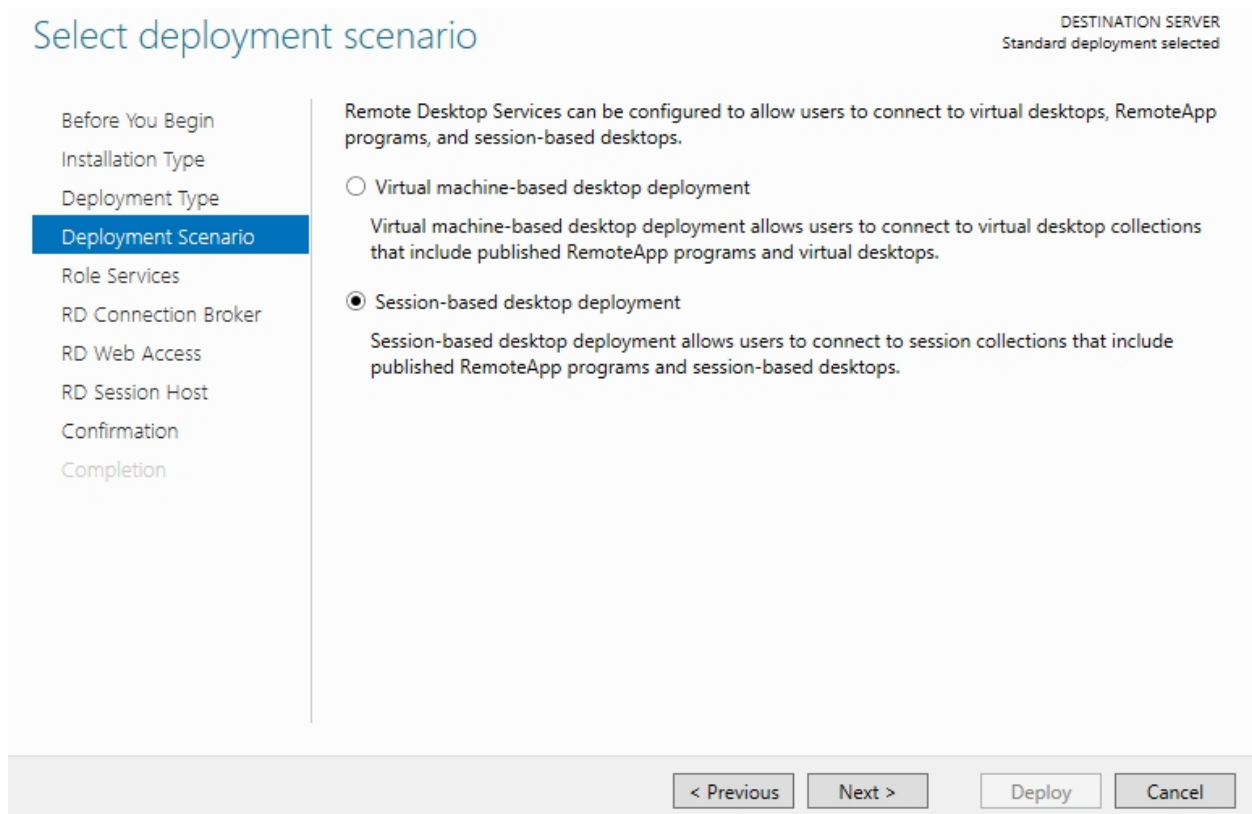 Select deployment scenario
DESTINATION SERVER
Standard deployment selected
Before You Begin
Installation Type
Deployment Type
Deployment Scenario
Role Services
RD Connection Broker
RD Web Access
RD Session Host
Confirmation
Completion
Remote Desktop Services can be configured to allow users to connect to virtual desktops, RemoteApp
programs, and session-based desktops.
Virtual machine-based desktop deployment
Virtual machine-based desktop deployment allows users to connect to virtual desktop collections
that include published RemoteApp programs and virtual desktops.
Session-based desktop deployment
Session-based desktop deployment allows users to connect to session collections that include
published RemoteApp programs and session-based desktops.
< Previous
Next >
Deploy
Cancel